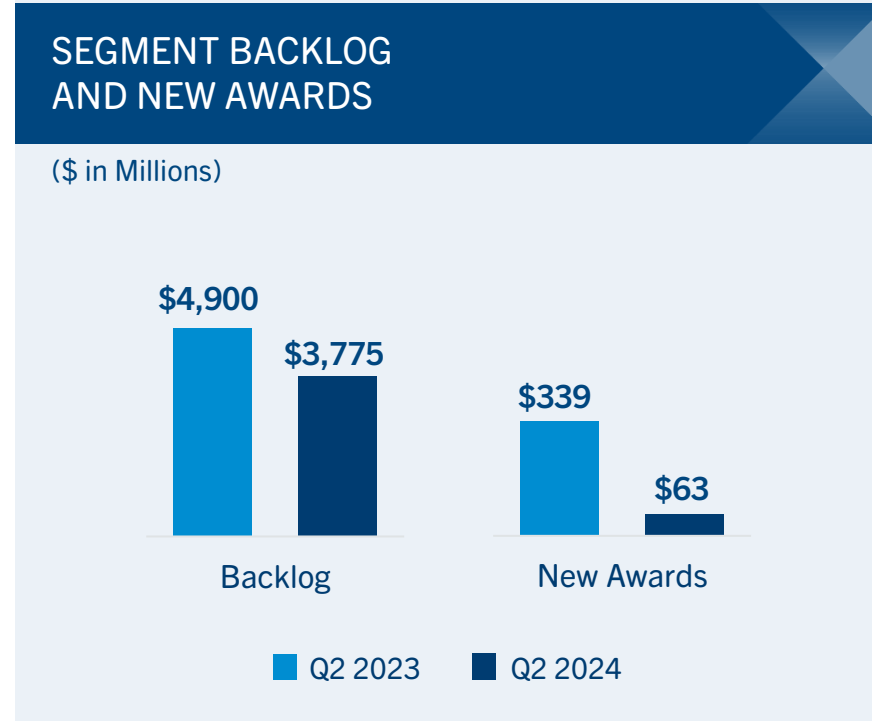 SEGMENT BACKLOG
AND NEW AWARDS
($ in Millions)
$4,900
$3,775
$339
$63
Backlog
New Awards
Q2 2023
Q2 2024